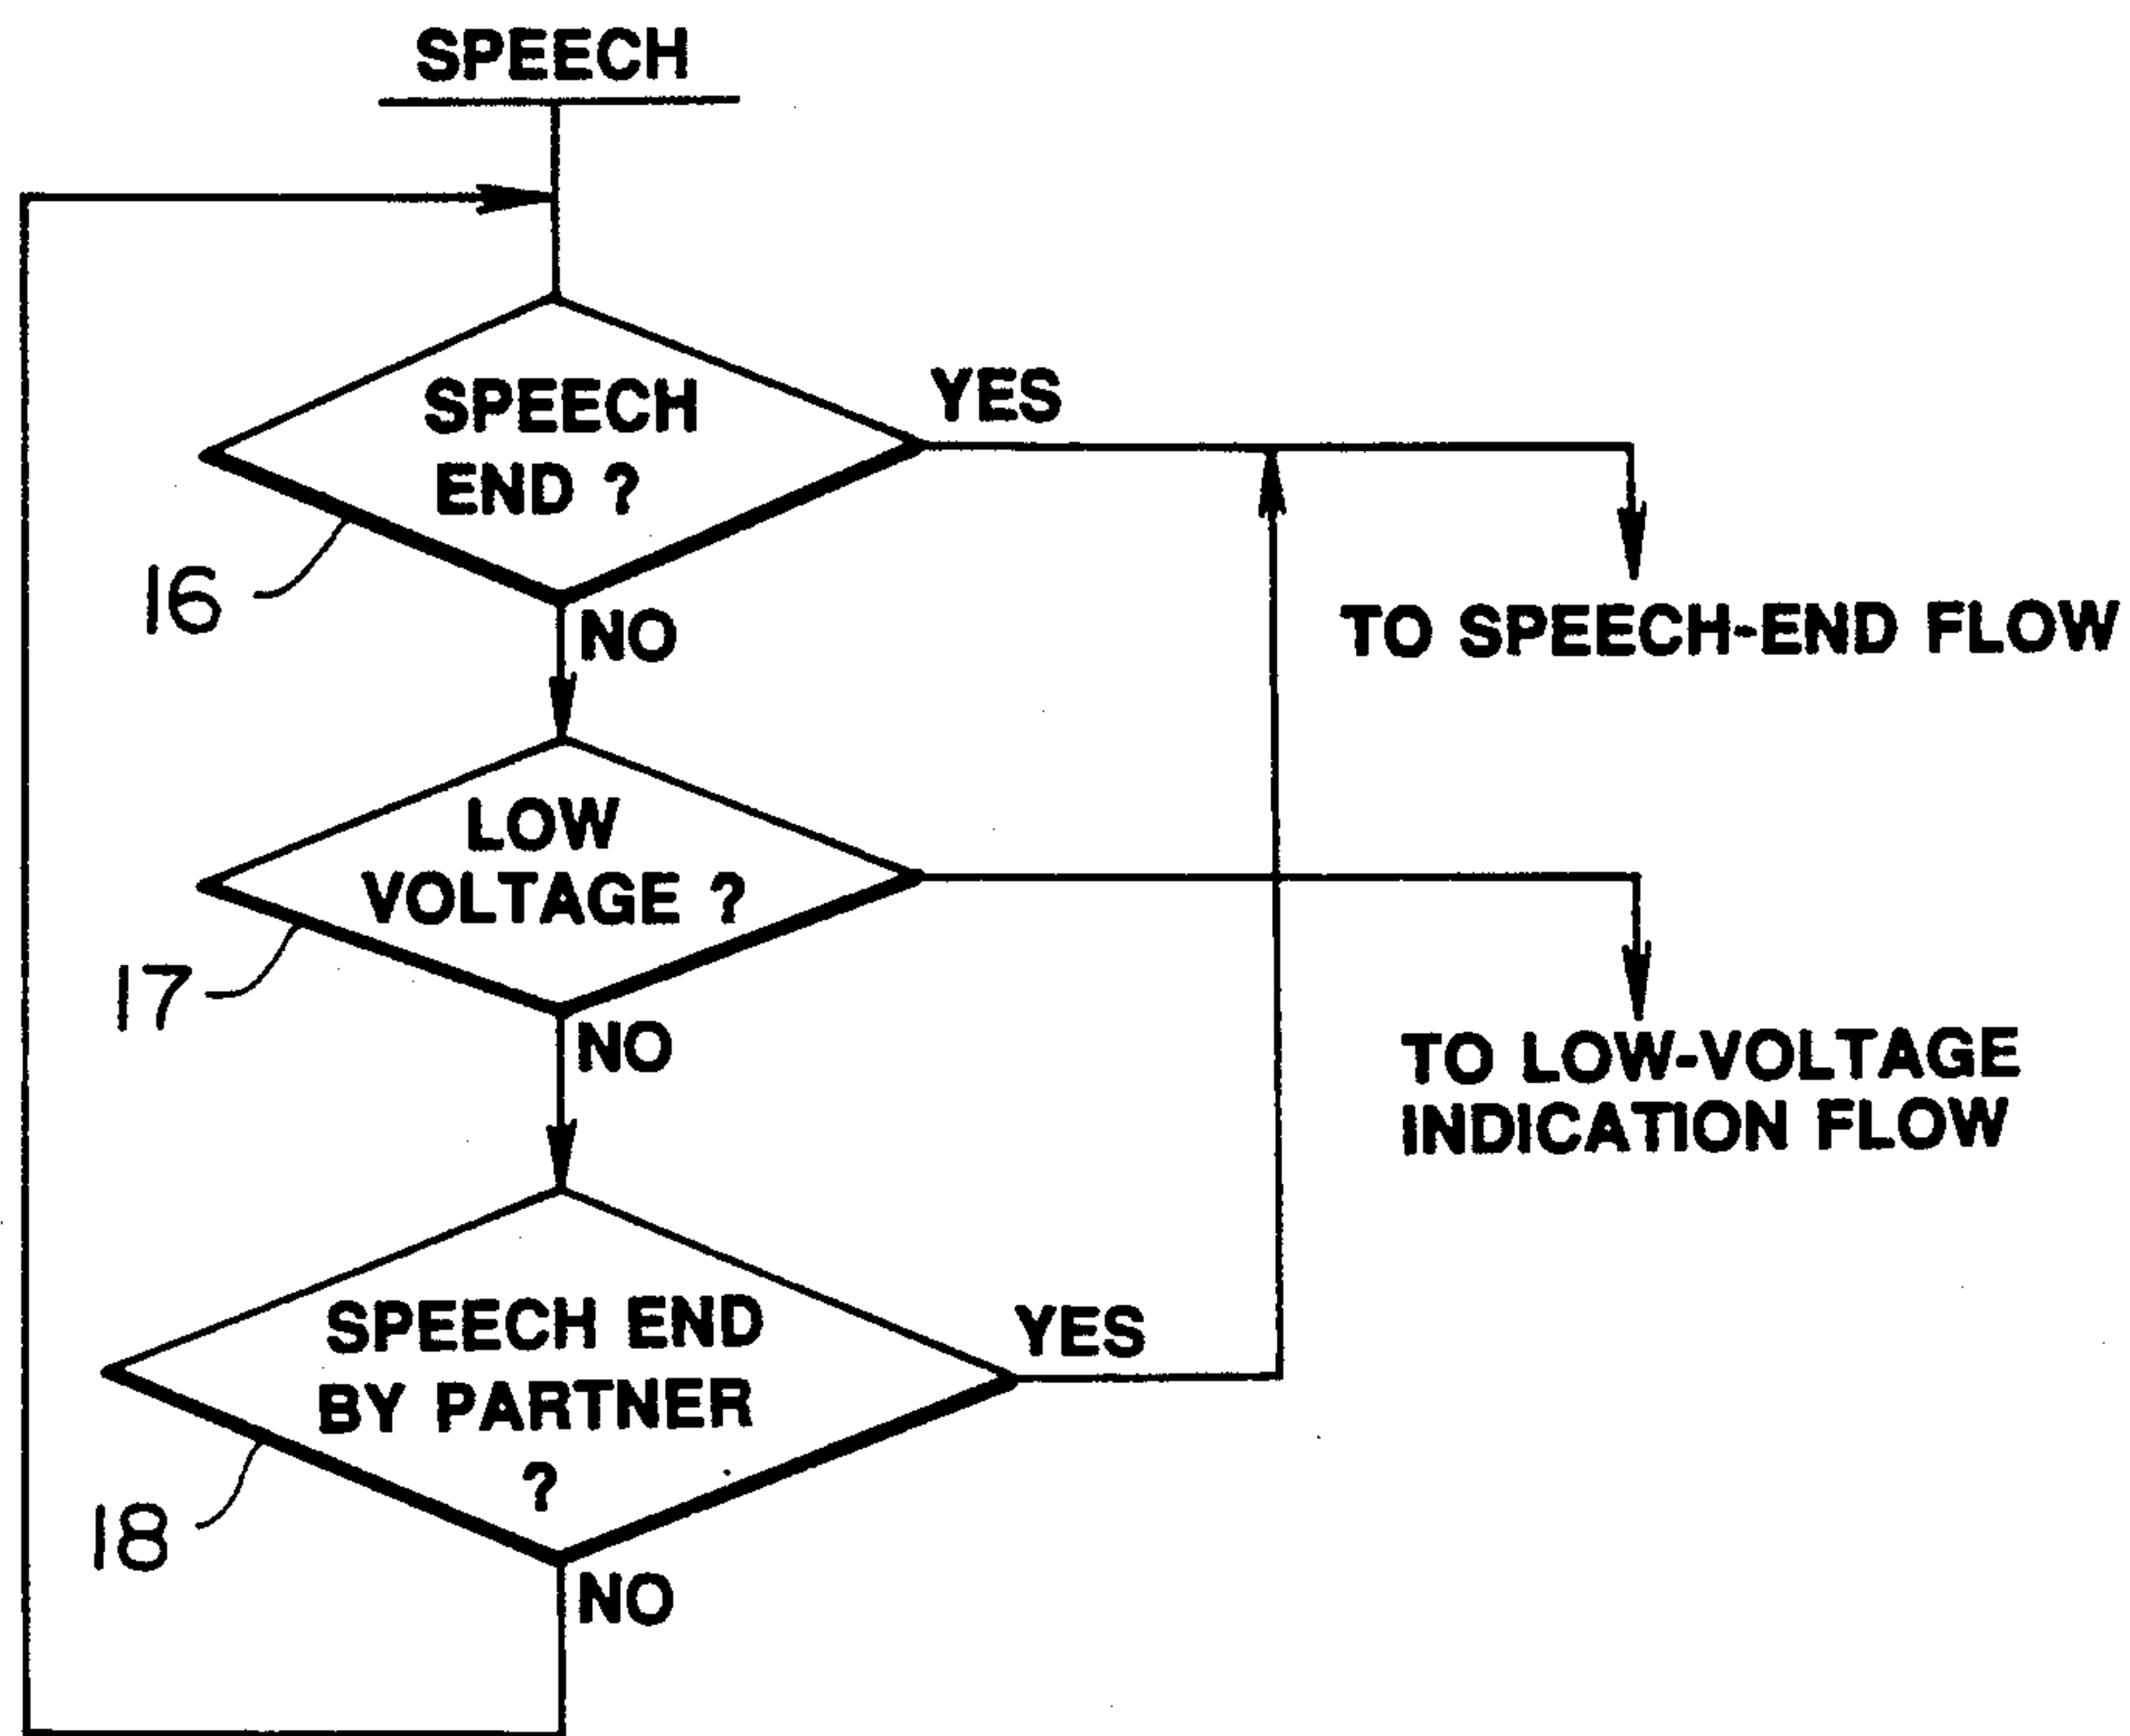 SPEECH
SPEECH
END ?
YES
16
NO
TO SPEECH-END FLOW
LOW
VOLTAGE ?
17
NO
TO LOW-VOLTAGE
INDICATION FLOW
SPEECH END
BY PARTNER
?
YES
18
NO